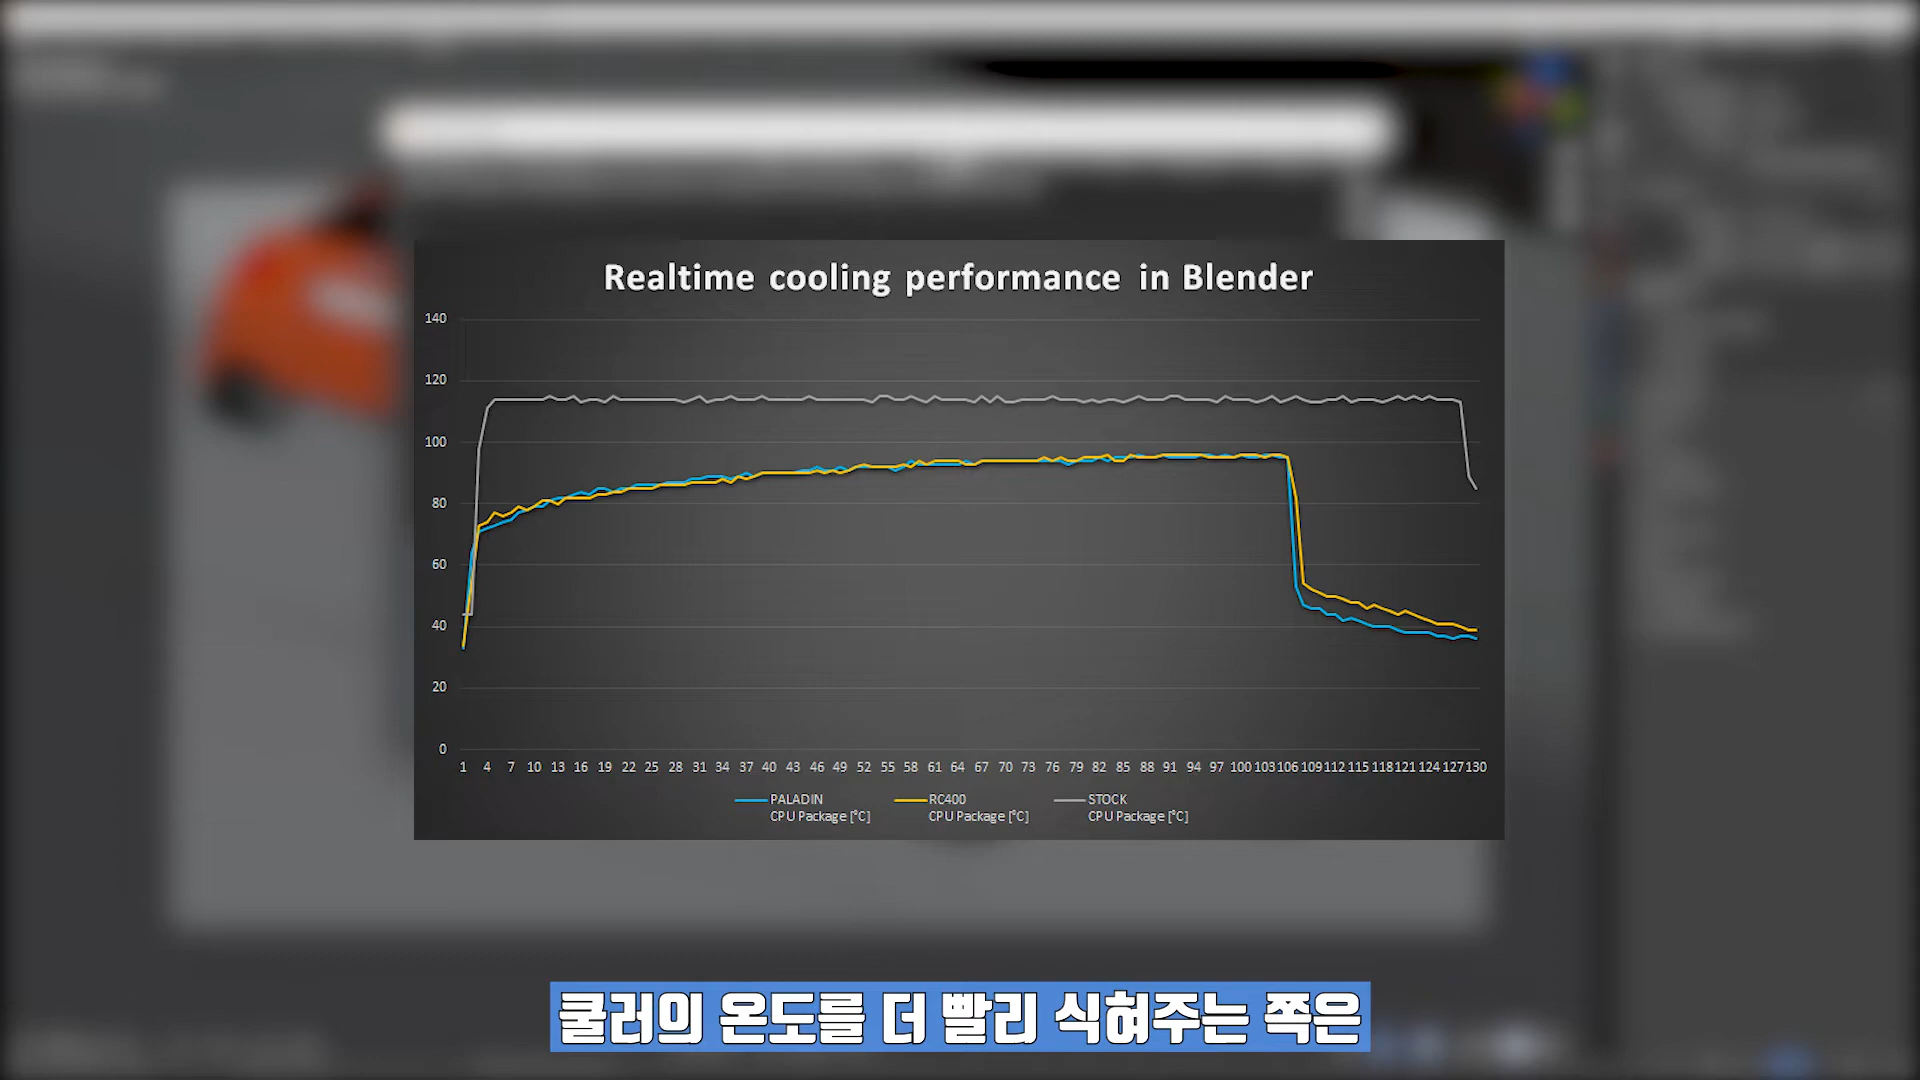 Realtime cooling performance in Blender
140
120
100
80
60
40
20
0
1 4 7 10 13 16 19 22 25 28 31 34 37 40 43 46 49 52 55 58 61 64 67 70 73 76 79 82 85 88 91 94 97 100 103 106 109 112 115 118 121 124 127 130
PALADIN RC400 STOCK
CPU Package [°C] CPU Package [°C] CPU Package [°C]
쿨러의 온도를 더 빨리 식혀주는 쪽은